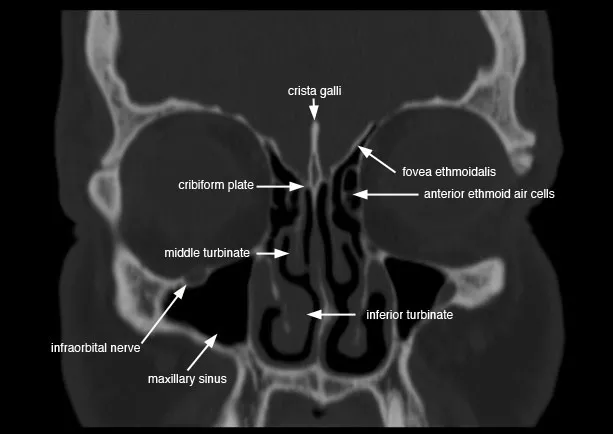 crista galli
fovea ethmoidalis
cribiform plate
anterior ethmoid air cells
middle turbinate
inferior turbinate
infraorbital nerve
maxillary sinus